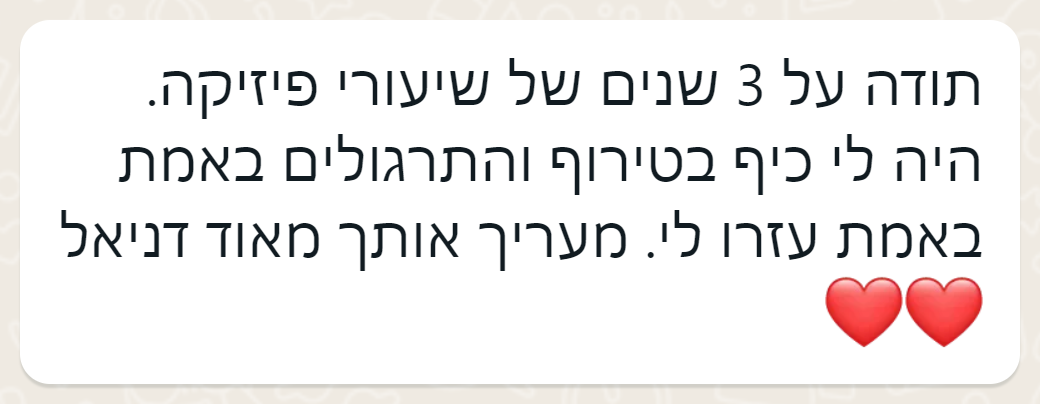 תודה על 3 שנים של שיעורי פיזיקה.
היה לי כיף בטירוף והתרגולים באמת
באמת עזרו לי. מעריך אותך מאוד דניאל
❤️❤️